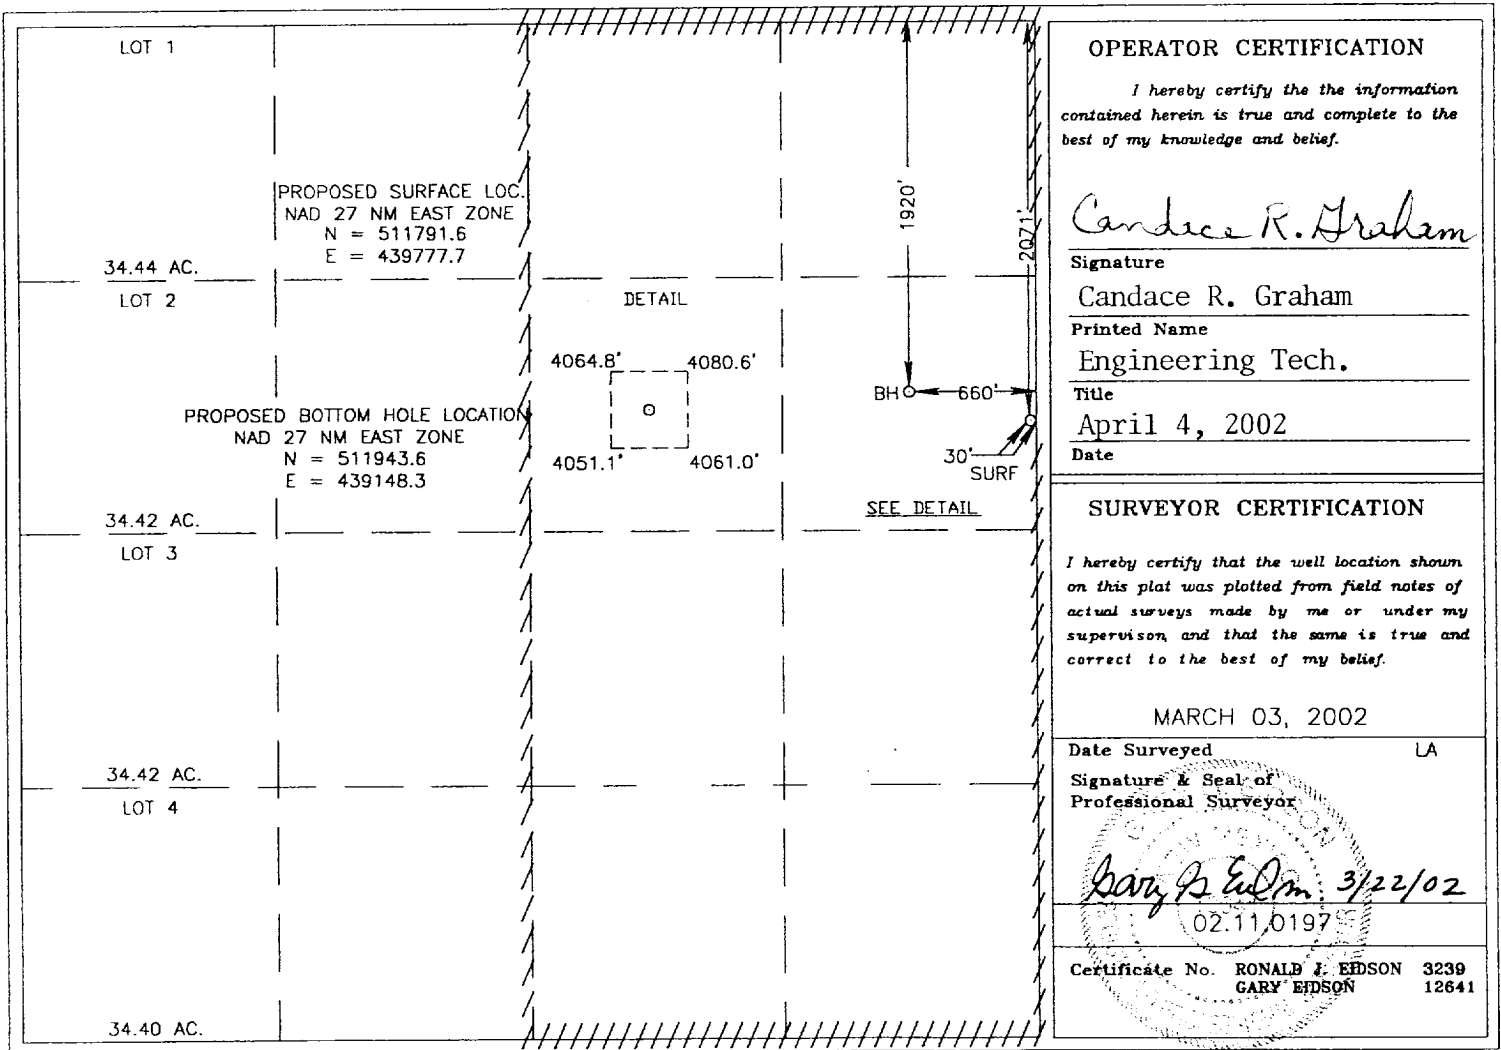 LOT 1
PROPOSED SURFACE LOC.
NAD 27 NM EAST ZONE
N = 511791.6
E = 439777.7
34.44 AC.
LOT 2
DETAIL
4064.8'
4080.6'
4051.1'
4061.0'
PROPOSED BOTTOM HOLE LOCATION
NAD 27 NM EAST ZONE
N = 511943.6
E = 439148.3
34.42 AC.
LOT 3
34.42 AC.
LOT 4
34.40 AC.
1920'
2071'
BH
660'
30'
SURF
SEE DETAIL
OPERATOR CERTIFICATION
I hereby certify the the information
contained herein is true and complete to the
best of my knowledge and belief.
Candace R. Graham
Signature
Candace R. Graham
Printed Name
Engineering Tech.
Title
April 4, 2002
Date
SURVEYOR CERTIFICATION
I hereby certify that the well location shown
on this plat was plotted from field notes of
actual surveys made by me or under my
supervison, and that the same is true and
correct to the best of my belief.
MARCH 03, 2002
Date Surveyed LA
Signature & Seal of
Professional Surveyor
Gary G Eidson 3/22/02
02.11.0197
Certificate No. RONALD J. EIDSON 3239
GARY EIDSON 12641